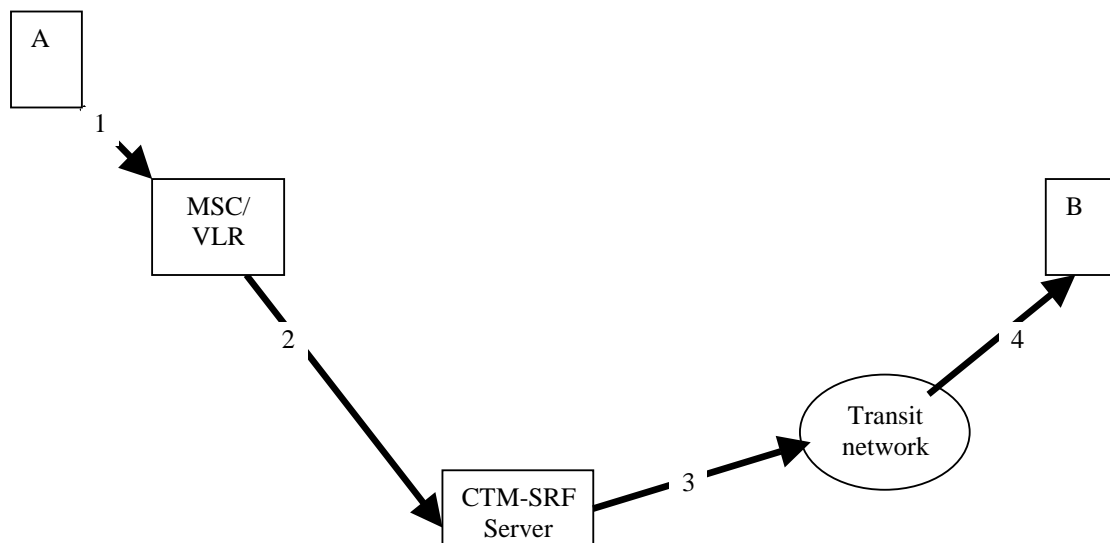 A
1
MSC/
VLR
B
2
4
Transit
network
3
CTM-SRF
Server